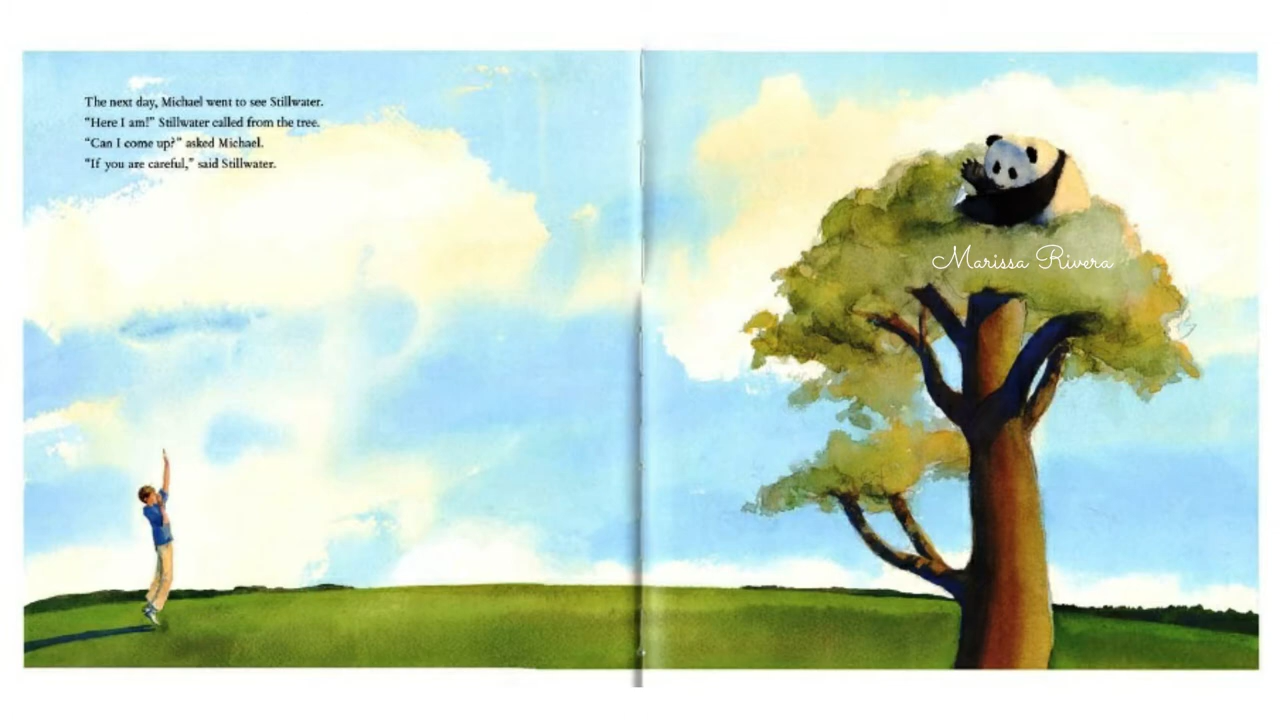 The next day, Michael went to see Stillwater.
“Here I am!” Stillwater called from the tree.
“Can I come up?” asked Michael.
“If you are careful,” said Stillwater.
Marissa Rivera